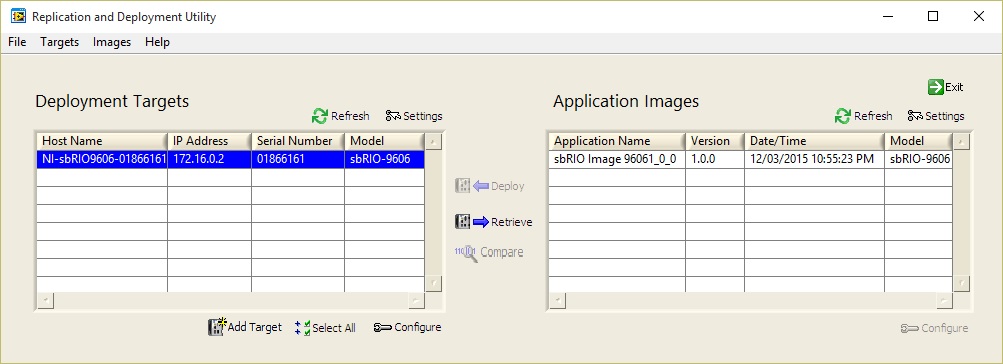 Replication and Deployment Utility
File Targets Images Help
Exit
Deployment Targets
Refresh Settings
Host Name IP Address Serial Number Model
NI-sbRIO9606-01866161 172.16.0.2 01866161 sbRIO-9606
Deploy
Retrieve
Compare
Add Target Select All Configure
Application Images
Refresh Settings
Application Name Version Date/Time Model
sbRIO Image 96061_0_0 1.0.0 12/03/2015 10:55:23 PM sbRIO-9606
Configure